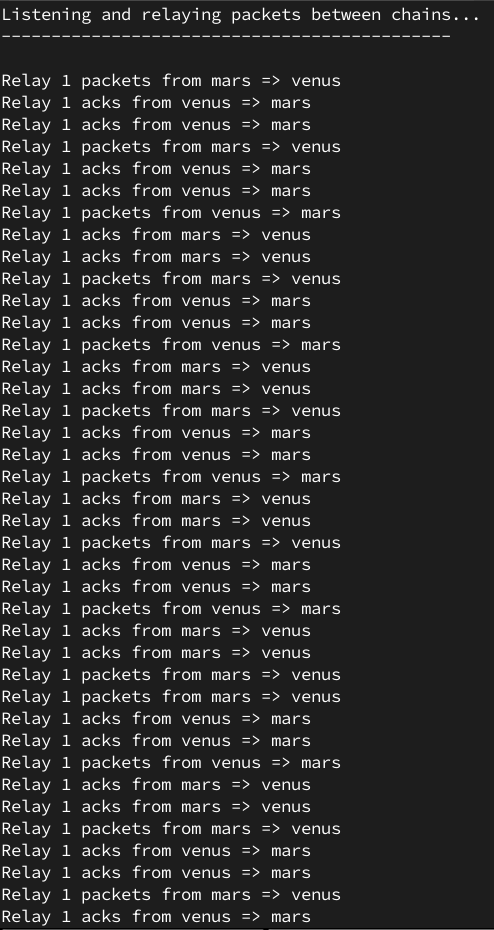 Listening and relaying packets between chains...
---------------------------------------------
Relay 1 packets from mars => venus
Relay 1 acks from venus => mars
Relay 1 acks from venus => mars
Relay 1 packets from mars => venus
Relay 1 acks from venus => mars
Relay 1 acks from venus => mars
Relay 1 packets from venus => mars
Relay 1 acks from mars => venus
Relay 1 acks from mars => venus
Relay 1 packets from mars => venus
Relay 1 acks from venus => mars
Relay 1 acks from venus => mars
Relay 1 packets from venus => mars
Relay 1 acks from mars => venus
Relay 1 acks from mars => venus
Relay 1 packets from mars => venus
Relay 1 acks from venus => mars
Relay 1 acks from venus => mars
Relay 1 packets from venus => mars
Relay 1 acks from mars => venus
Relay 1 acks from mars => venus
Relay 1 packets from mars => venus
Relay 1 acks from venus => mars
Relay 1 acks from venus => mars
Relay 1 packets from venus => mars
Relay 1 acks from mars => venus
Relay 1 acks from mars => venus
Relay 1 packets from mars => venus
Relay 1 packets from mars => venus
Relay 1 acks from venus => mars
Relay 1 acks from venus => mars
Relay 1 packets from venus => mars
Relay 1 acks from mars => venus
Relay 1 acks from mars => venus
Relay 1 packets from mars => venus
Relay 1 acks from venus => mars
Relay 1 acks from venus => mars
Relay 1 packets from mars => venus
Relay 1 acks from venus => mars